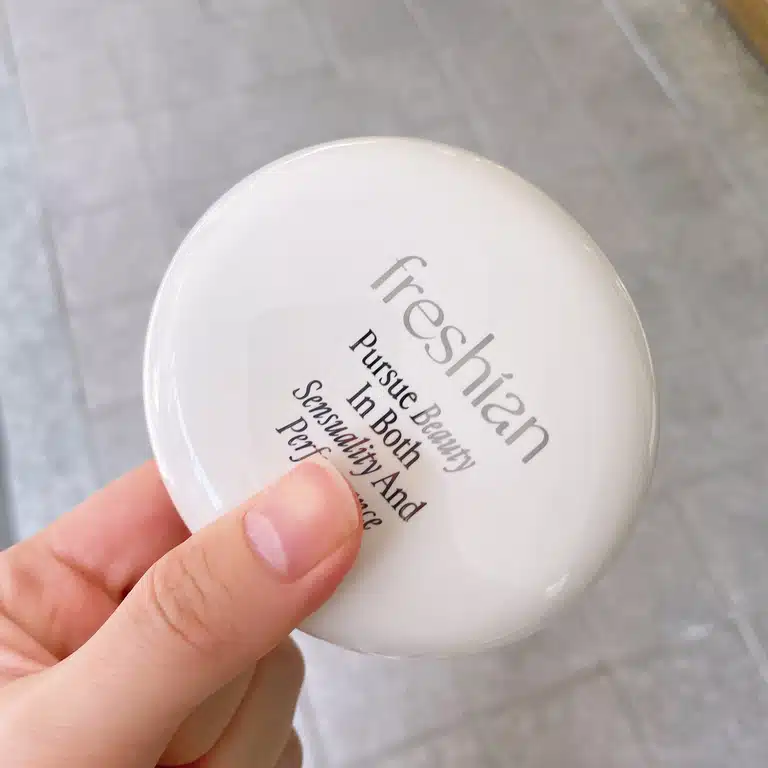 freshian
Pursue Beauty
In Both
Sensuality And